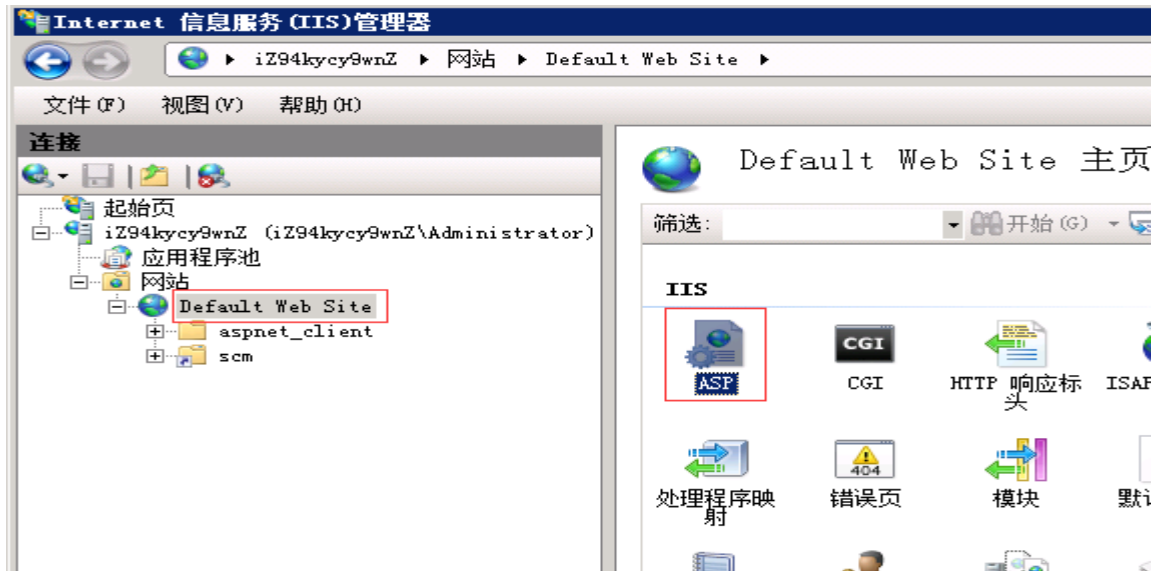 Internet 信息服务(IIS)管理器
iZ94kycy9wnZ 网站 Default Web Site
文件(F) 视图(V) 帮助(H)
连接
起始页
iZ94kycy9wnZ (iZ94kycy9wnZ\Administrator)
应用程序池
网站
Default Web Site
aspnet_client
scm
Default Web Site 主页
筛选: 开始(G)
IIS
ASP
CGI
CGI
HTTP 响应标
头
404
处理程序映
射
错误页
模块